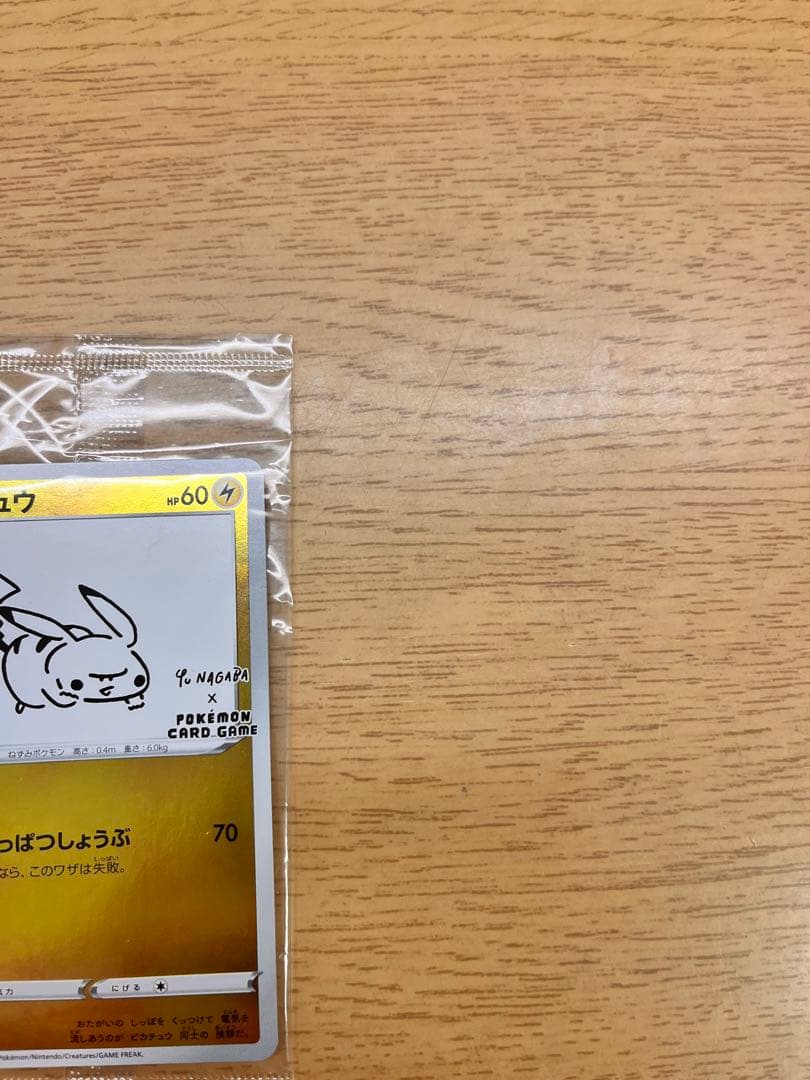 ュウ
HP60
Yu NAGABA
×
POKÉMON
CARD GAME
ねずみポケモン 高さ:0.4m 重さ:6.0kg
っぱつしょうぶ 70
なら、このワザは失敗。
力
にげる
おたがいの しっぽを くっつけて 電気を
流しあうのが ピカチュウ 同士の 挨拶だ。
Pokémon/Nintendo/Creatures/GAME FREAK.